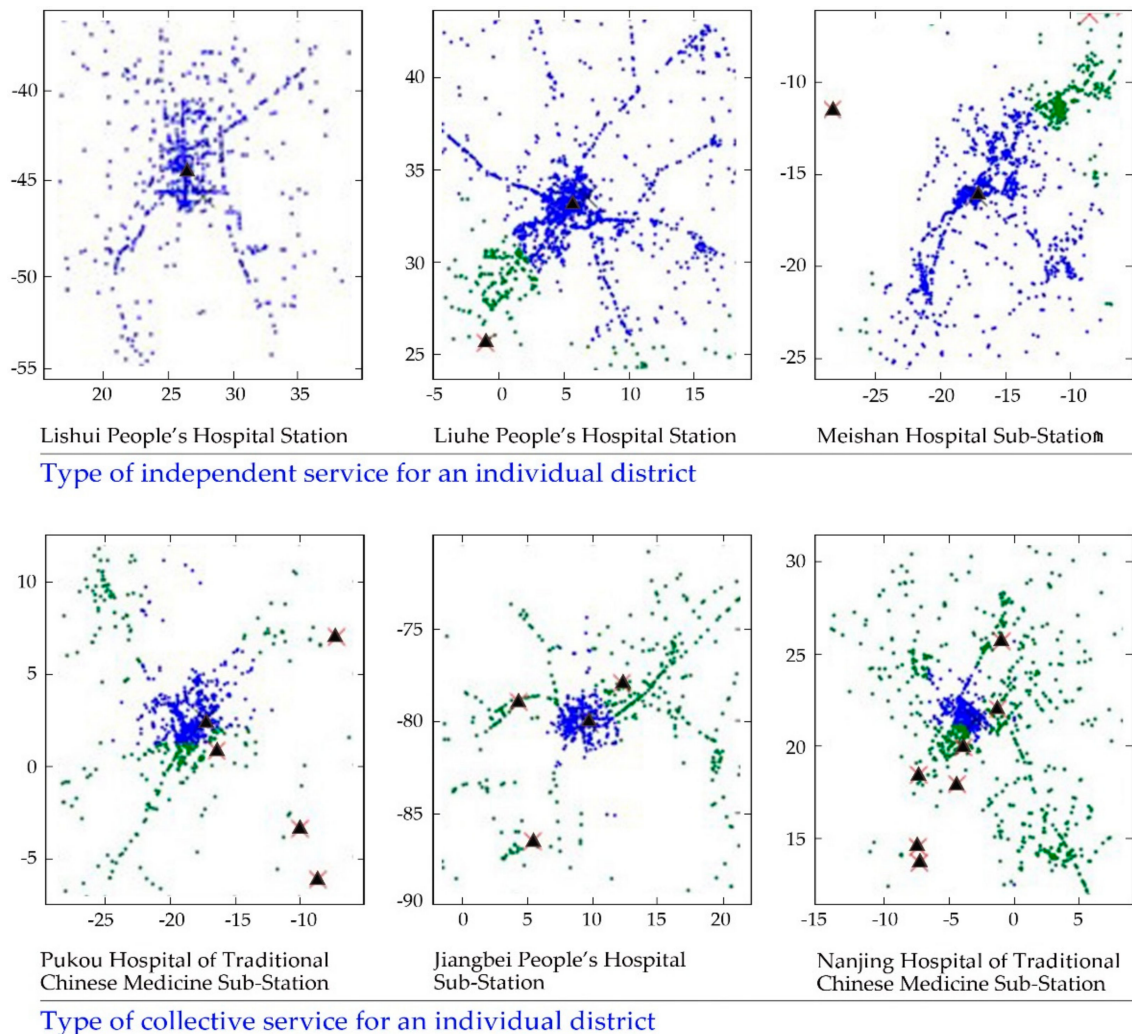 -40
-45
-50
-55
20 25 30 35
Lishui People's Hospital Station
40
35
30
25
-5 0 5 10 15
Liuhe People's Hospital Station
-10
-15
-20
-25
-25 -20 -15 -10
Meishan Hospital Sub-Station
Type of independent service for an individual district
10
5
0
-5
-25 -20 -15 -10
Pukou Hospital of Traditional
Chinese Medicine Sub-Station
-75
-80
-85
-90
0 5 10 15 20
Jiangbei People's Hospital
Sub-Station
30
25
20
15
-15 -10 -5 0 5
Nanjing Hospital of Traditional
Chinese Medicine Sub-Station
Type of collective service for an individual district